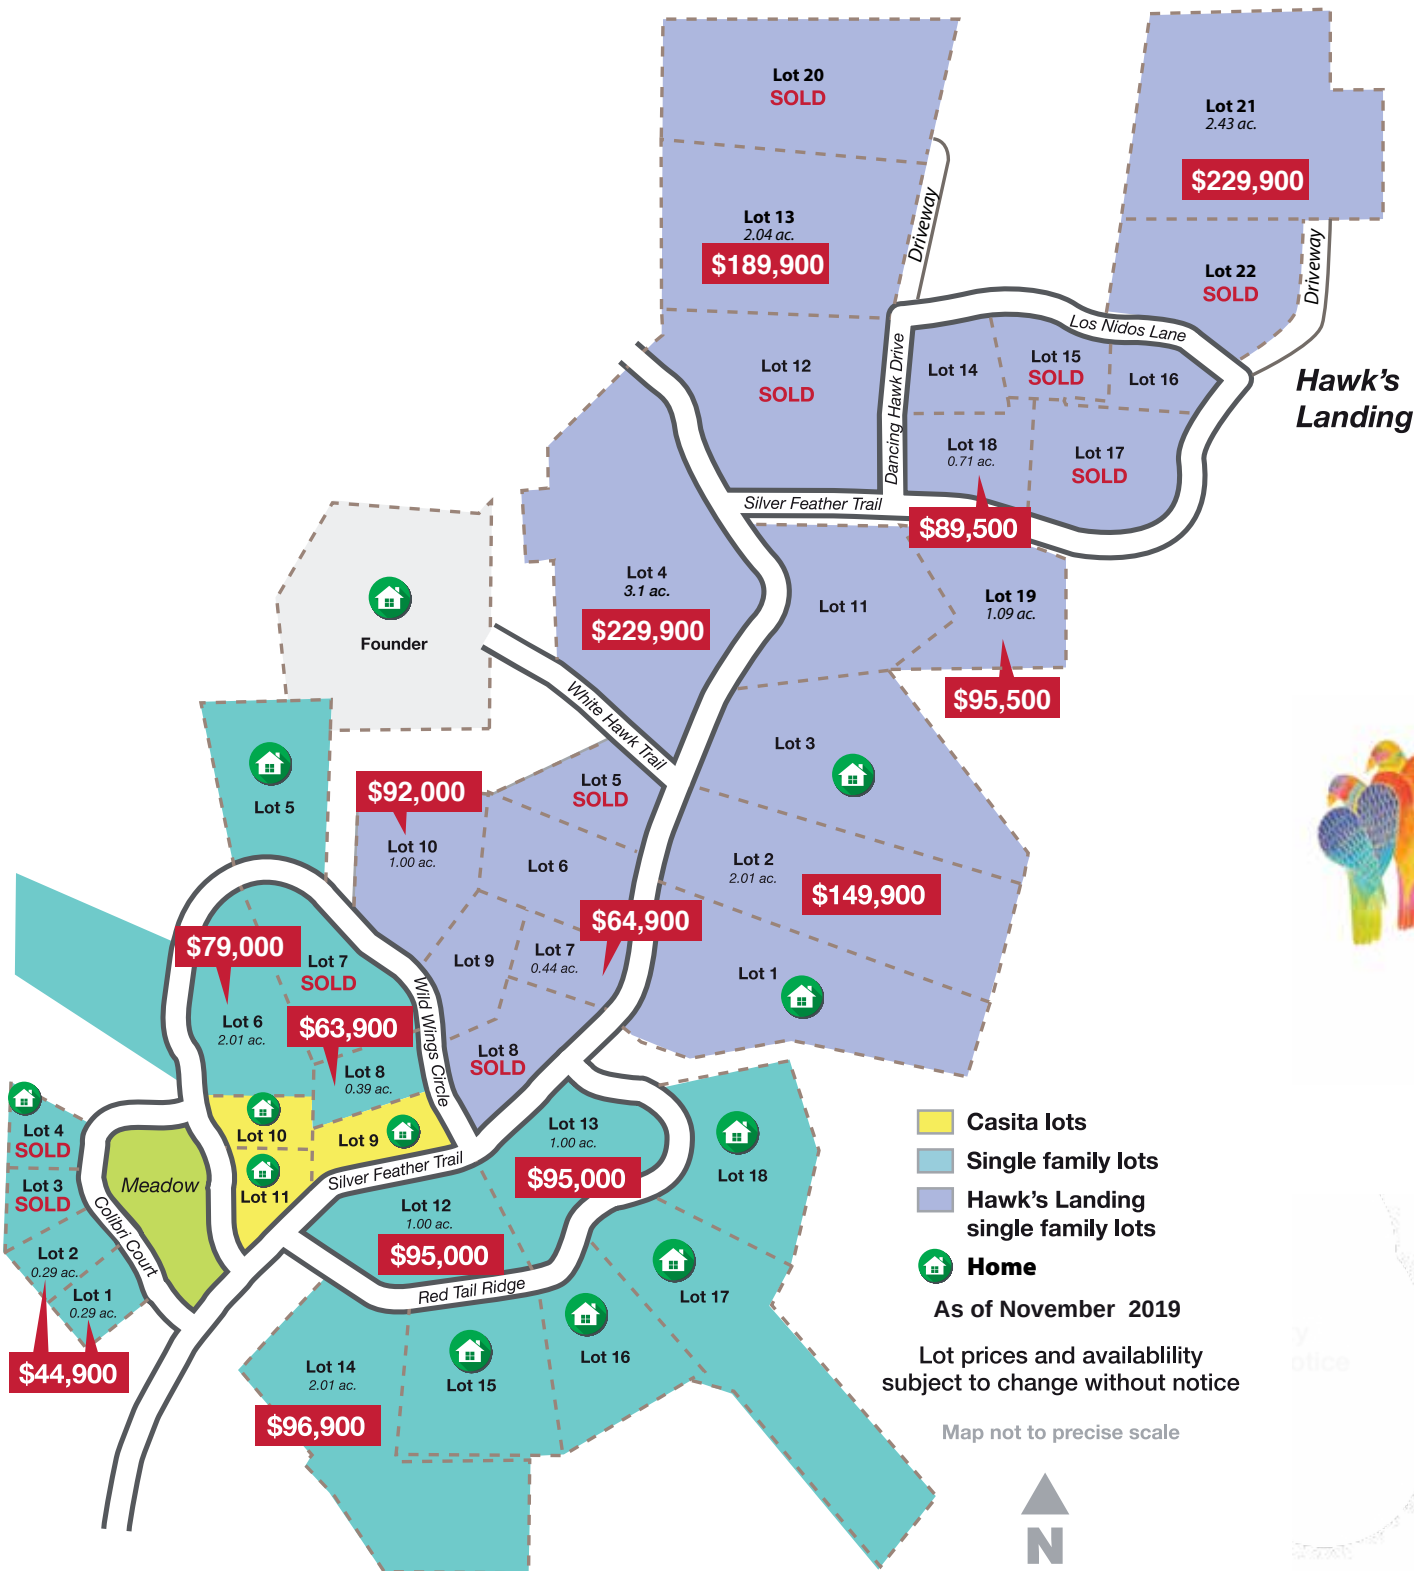 Lot 20
SOLD
Lot 21
2.43 ac.
$229,900
Lot 13
2.04 ac.
$189,900
Driveway
Lot 22
SOLD
Driveway
Los Nidos Lane
Lot 12
SOLD
Dancing Hawk Drive
Lot 14
Lot 15
SOLD
Lot 16
Hawk's
Landing
Lot 18
0.71 ac.
$89,500
Lot 17
SOLD
Silver Feather Trail
Lot 4
3.1 ac.
$229,900
Lot 11
Lot 19
1.09 ac.
$95,500
Founder
White Hawk Trail
Lot 3
Lot 5
Lot 5
SOLD
$92,000
Lot 10
1.00 ac.
Lot 6
Lot 2
2.01 ac.
$149,900
$64,900
Lot 7
0.44 ac.
Lot 9
Lot 1
$79,000
Lot 7
SOLD
Lot 6
2.01 ac.
$63,900
Lot 8
0.39 ac.
Wild Wings Circle
Lot 8
SOLD
Lot 4
SOLD
Lot 3
SOLD
Lot 2
0.29 ac.
Lot 1
0.29 ac.
$44,900
Meadow
Colibri Court
Lot 10
Lot 11
Lot 9
Silver Feather Trail
Lot 13
1.00 ac.
$95,000
Lot 12
1.00 ac.
$95,000
Red Tail Ridge
Lot 18
Lot 17
Lot 16
Lot 15
Lot 14
2.01 ac.
$96,900
Casita lots
Single family lots
Hawk's Landing
single family lots
Home
As of November 2019
Lot prices and availablility
subject to change without notice
Map not to precise scale
N